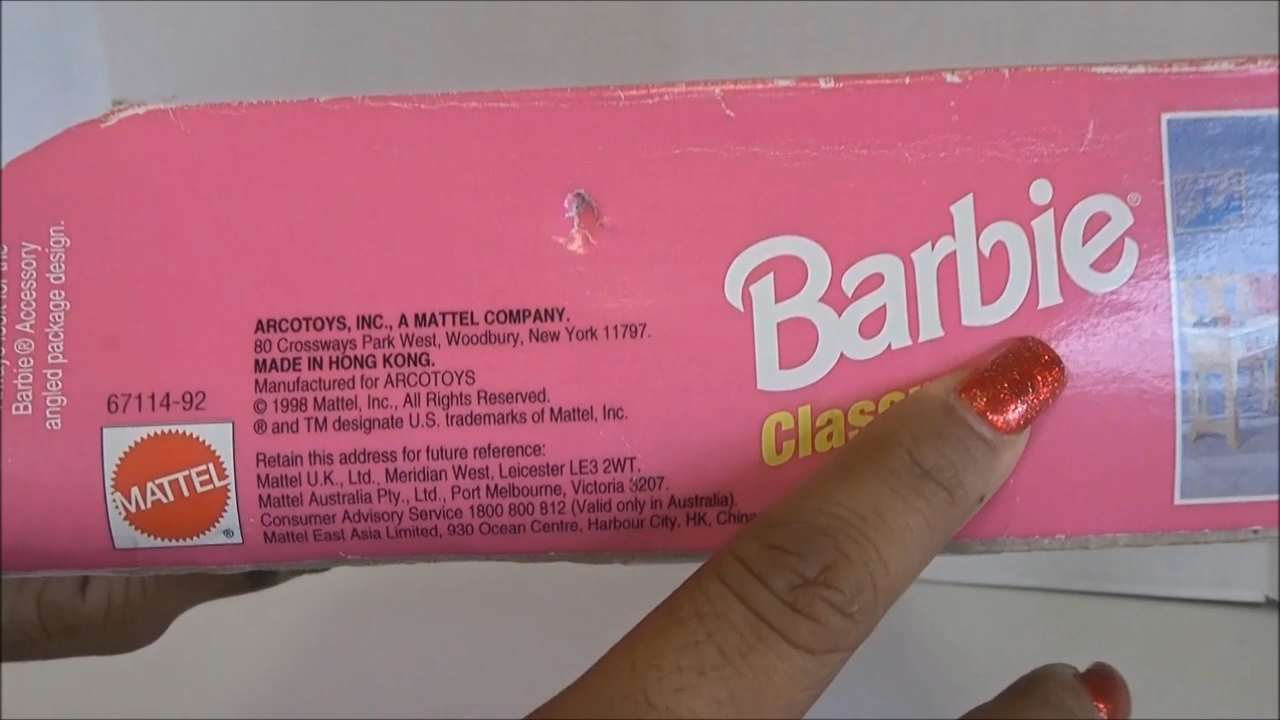 Barbie ® Accessory
angled package design.
67114-92
MATTEL
®
ARCOTOYS, INC., A MATTEL COMPANY.
80 Crossways Park West, Woodbury, New York 11797.
MADE IN HONG KONG.
Manufactured for ARCOTOYS
© 1998 Mattel, Inc., All Rights Reserved.
® and TM designate U.S. trademarks of Mattel, Inc.
Retain this address for future reference:
Mattel U.K., Ltd., Meridian West, Leicester LE3 2WT.
Mattel Australia Pty., Ltd., Port Melbourne, Victoria 3207.
Consumer Advisory Service 1800 800 812 (Valid only in Australia).
Mattel East Asia Limited, 930 Ocean Centre, Harbour City, HK, China
Barbie®